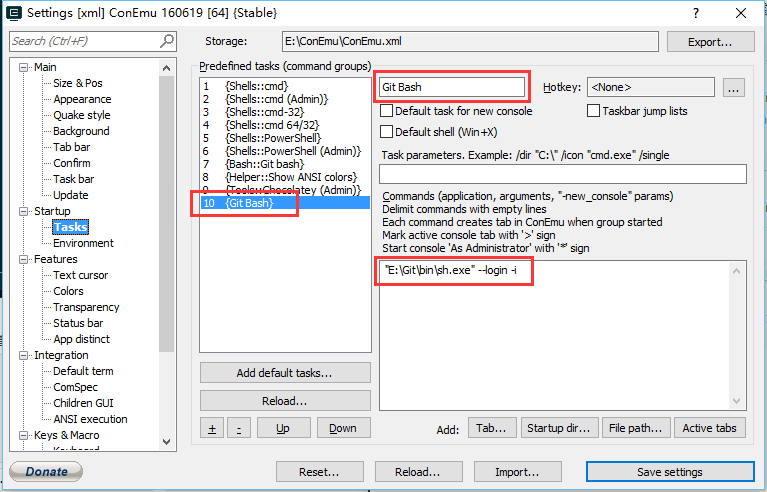 Settings [xml] ConEmu 160619 [64] {Stable}
Search (Ctrl+F)
Storage:
E:\ConEmu\ConEmu.xml
Export...
Main
Size & Pos
Appearance
Quake style
Background
Tab bar
Confirm
Task bar
Update
Startup
Tasks
Environment
Features
Text cursor
Colors
Transparency
Status bar
App distinct
Integration
Default term
ComSpec
Children GUI
ANSI execution
Keys & Macro
Keyboard
Predefined tasks (command groups)
1 {Shells::cmd}
2 {Shells::cmd (Admin)}
3 {Shells::cmd-32}
4 {Shells::cmd 64/32}
5 {Shells::PowerShell}
6 {Shells::PowerShell (Admin)}
7 {Bash::Git bash}
8 {Helper::Show ANSI colors}
9 {Tools::Chocolatey (Admin)}
10 {Git Bash}
Add default tasks...
Reload...
+ - Up Down
Git Bash
Hotkey: <None> ...
Default task for new console
Taskbar jump lists
Default shell (Win+X)
Task parameters. Example: /dir "C:\" /icon "cmd.exe" /single
Commands (application, arguments, "-new_console" params)
Delimit commands with empty lines
Each command creates tab in ConEmu when group started
Mark active console tab with '>' sign
Start console 'As Administrator' with '*' sign
"E:\Git\bin\sh.exe" --login -i
Add: Tab... Startup dir... File path... Active tabs
Donate
Reset... Reload... Import... Save settings